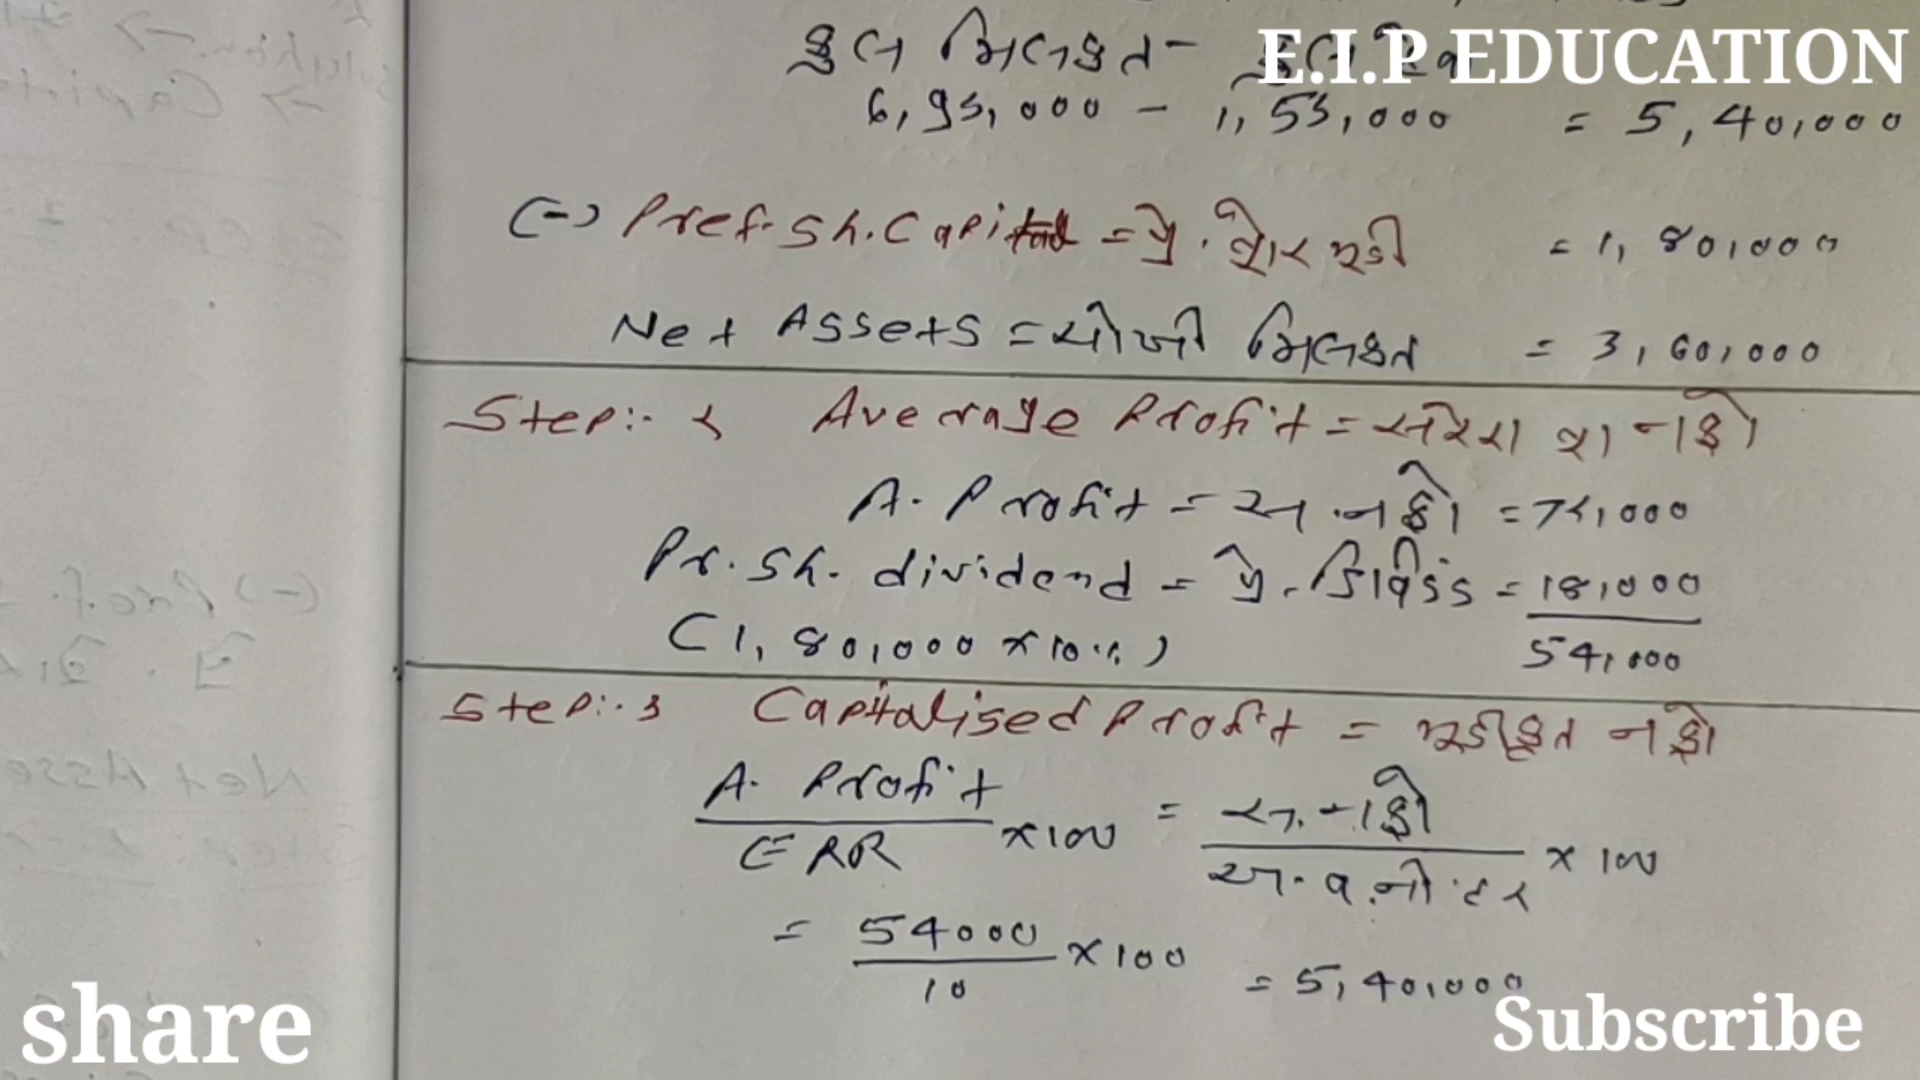 કુલ મિલકત - કુલ
E.I.P EDUCATION
6,93,000 - 1,53,000 = 5,40,000
(-) Pref. Sh. Capital = પ્રે. શેર મૂડી = 1,80,000
Net Assets = ચોખ્ખી મિલકત = 3,60,000
Step:- ૨ Average Profit = સરેરાશ નફો
A. Profit = સ.નફો = 7૨,000
Pr. Sh. dividend = પ્રે. ડિવિડંડ = 18,000
(1,80,000 x 10%) 54,000
Step:- ૩ Capitalised Profit = મૂડીકૃત નફો
A. Profit / ERR x 100 = સ. નફો / અ.વ.નો દર x 100
= 54000 / 10 x 100 = 5,40,000
share
Subscribe